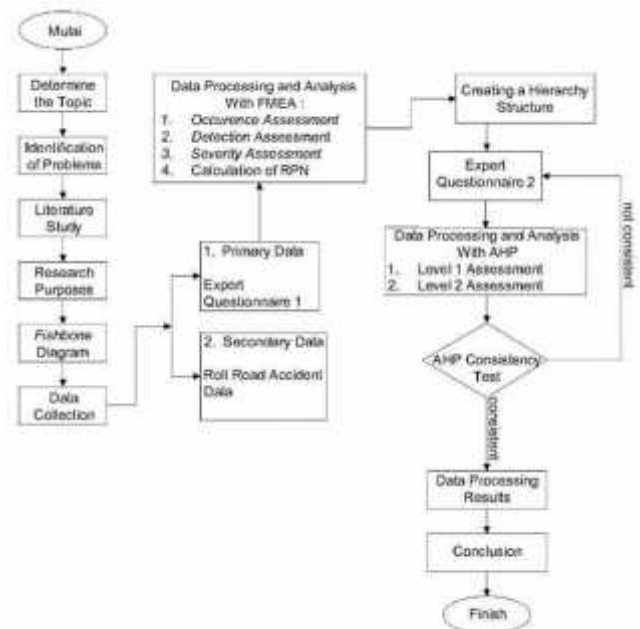 Mulai
Determine
the Topic
Identification
of Problems
Literature
Study
Research
Purposes
Fishbone
Diagram
Data
Collection
Data Processing and Analysis
With FMEA :
1. Occurence Assessment
2. Detection Assessment
3. Severity Assessment
4. Calculation of RPN
1. Primary Data
Expert
Questionnaire 1
2. Secondary Data
Roll Road Accident
Data
Creating a Hierarchy
Structure
Expert
Questionnaire 2
not consistent
Data Processing and Analysis
With AHP
1. Level 1 Assessment
2. Level 2 Assessment
AHP Consistency
Test
consistent
Data Processing
Results
Conclusion
Finish